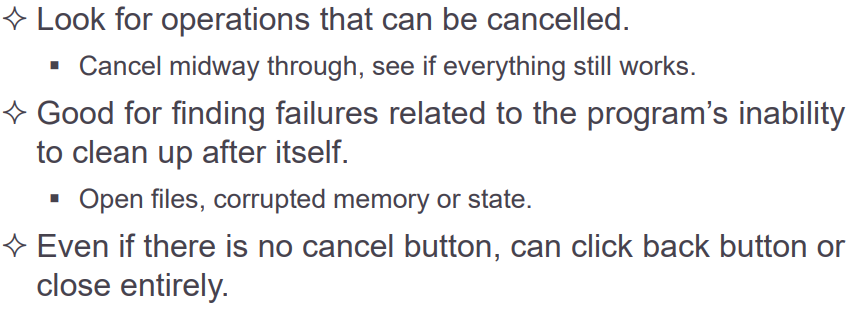 ✧ Look for operations that can be cancelled.
▪ Cancel midway through, see if everything still works.
✧ Good for finding failures related to the program’s inability
to clean up after itself.
▪ Open files, corrupted memory or state.
✧ Even if there is no cancel button, can click back button or
close entirely.